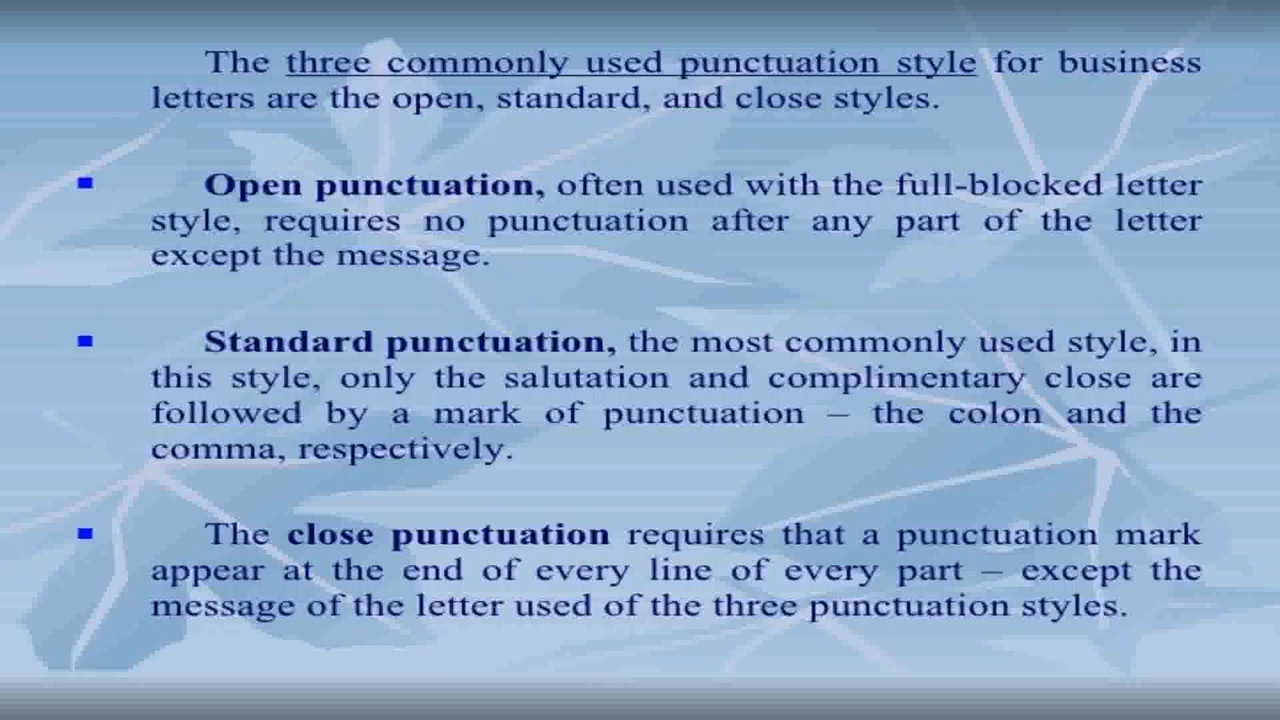 The three commonly used punctuation style for business
letters are the open, standard, and close styles.
Open punctuation, often used with the full-blocked letter
style, requires no punctuation after any part of the letter
except the message.
Standard punctuation, the most commonly used style, in
this style, only the salutation and complimentary close are
followed by a mark of punctuation – the colon and the
comma, respectively.
The close punctuation requires that a punctuation mark
appear at the end of every line of every part – except the
message of the letter used of the three punctuation styles.